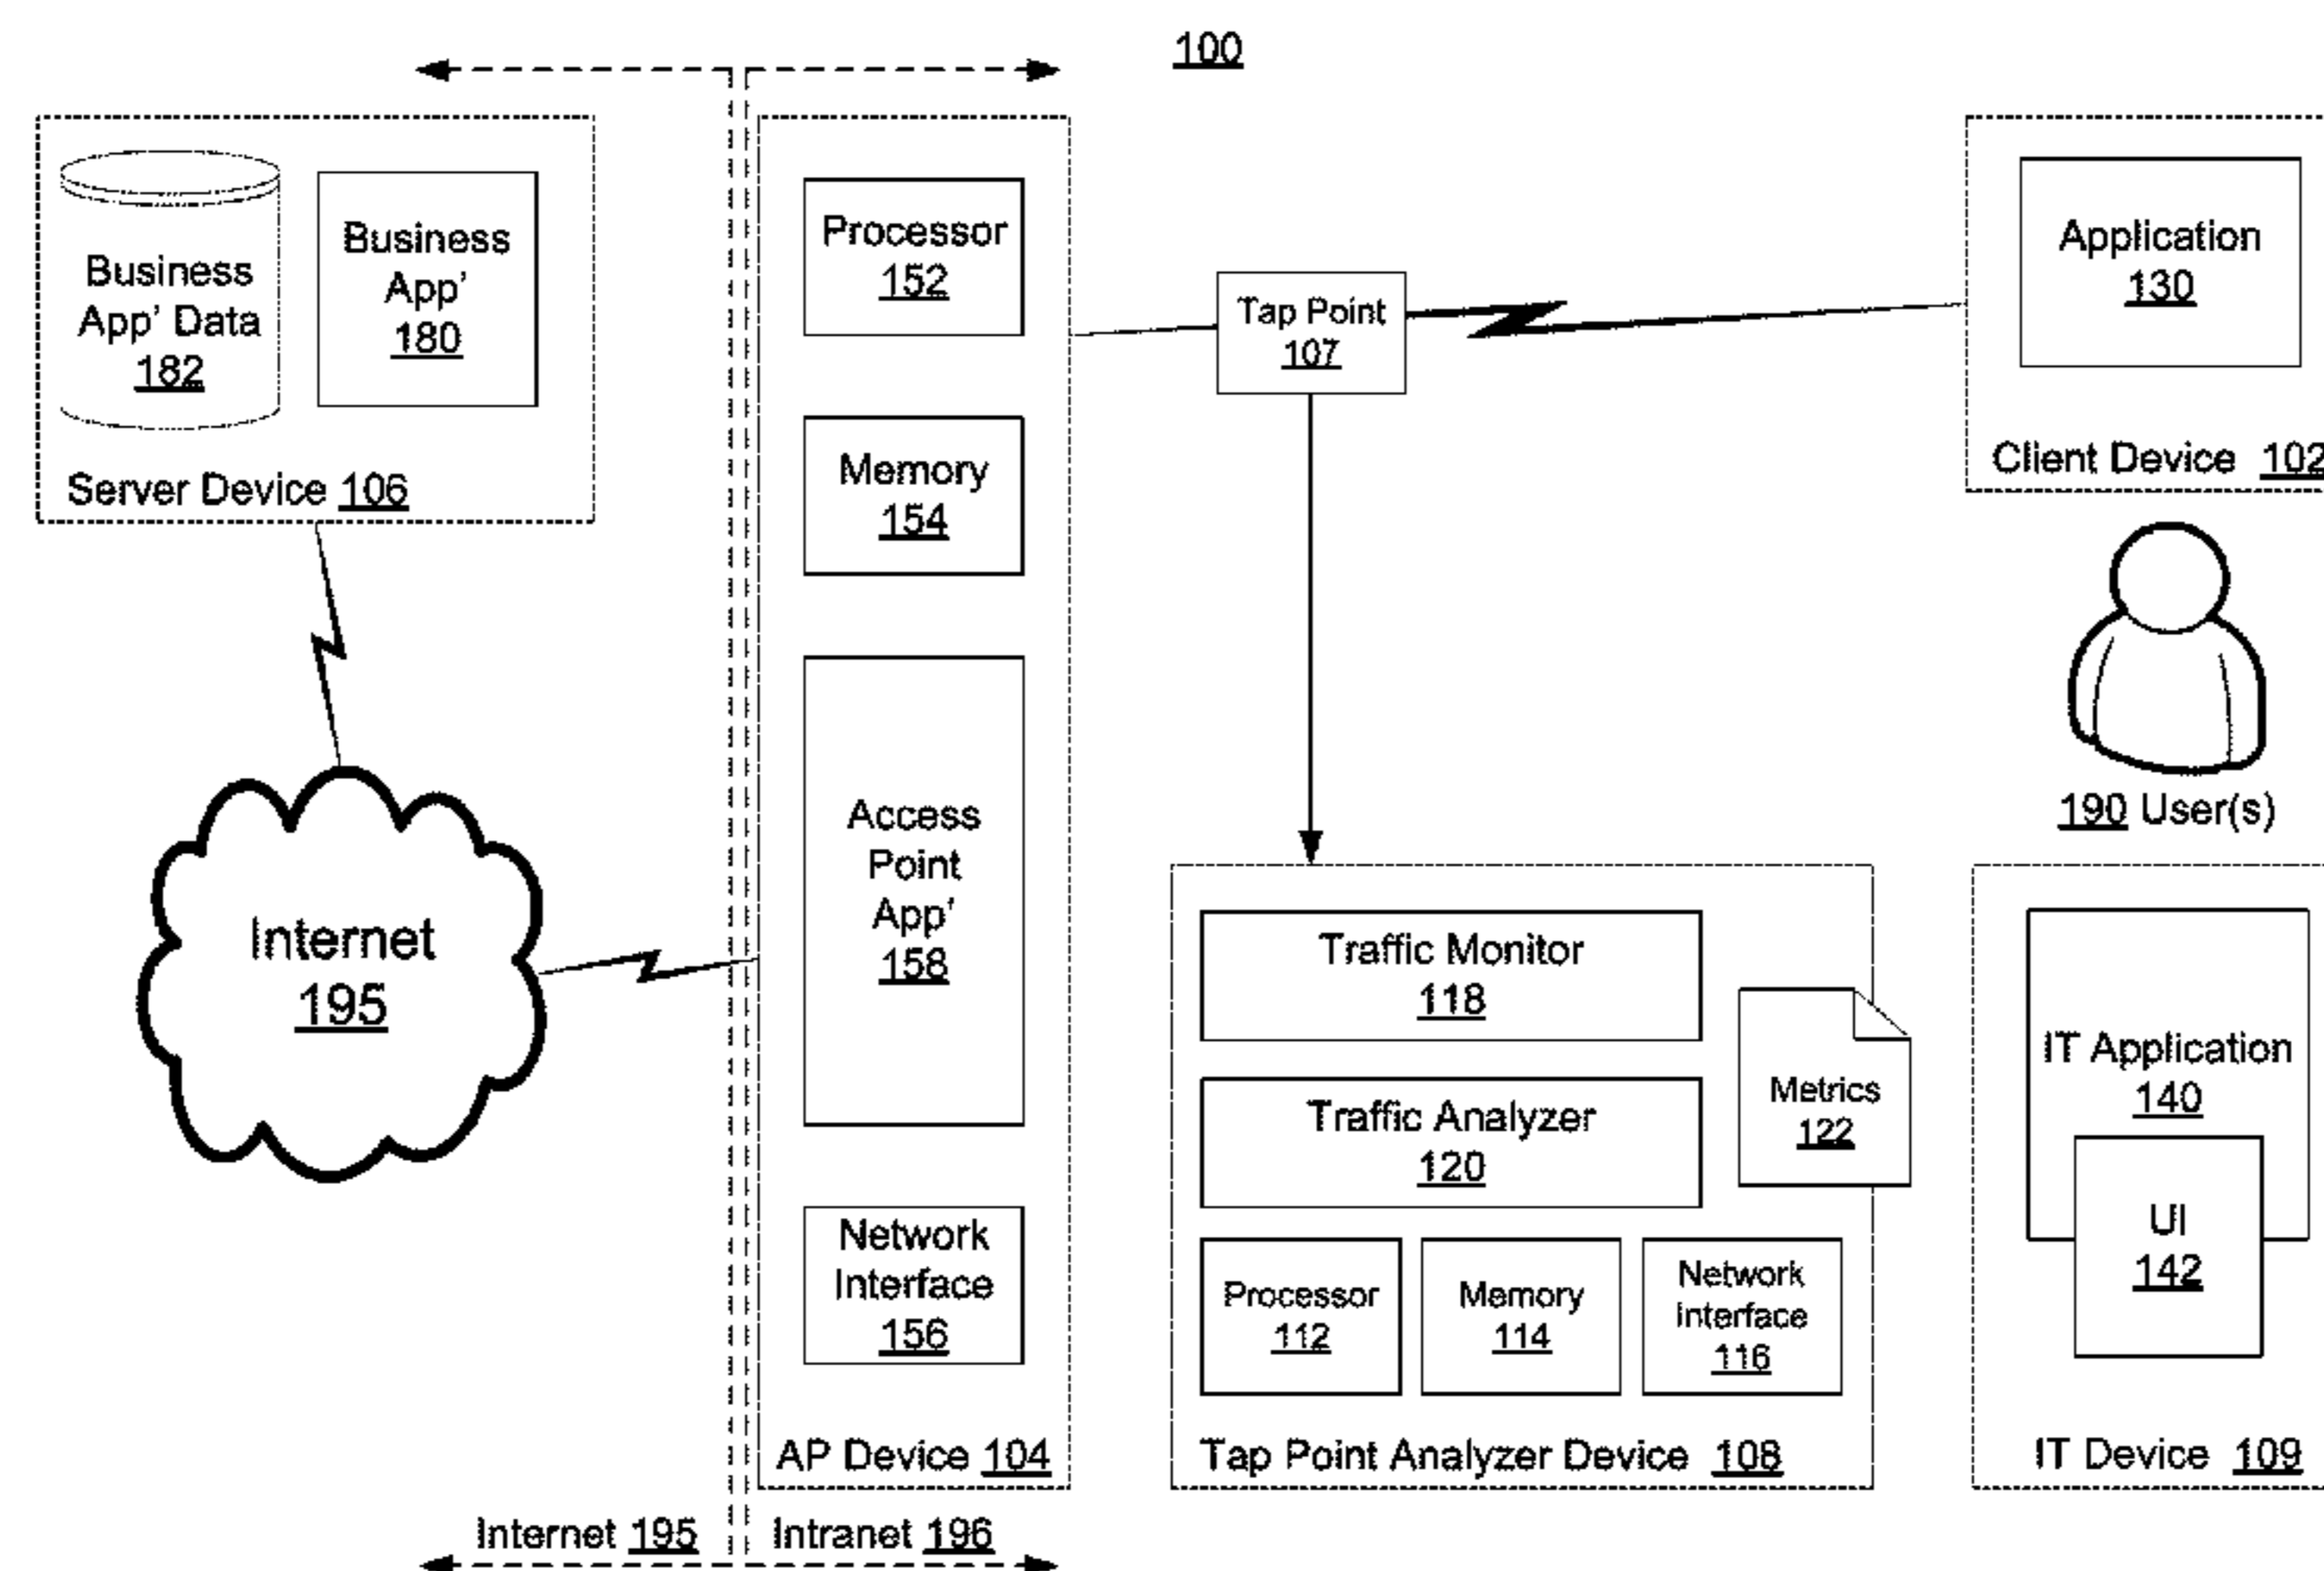 100
Business
App' Data
182
Business
App'
180
Server Device 106
Processor
152
Memory
154
Access
Point
App'
158
Network
Interface
156
AP Device 104
Tap Point
107
Application
130
Client Device 102
190 User(s)
Internet
195
Traffic Monitor
118
Traffic Analyzer
120
Metrics
122
Processor
112
Memory
114
Network
Interface
116
Tap Point Analyzer Device 108
IT Application
140
UI
142
IT Device 109
Internet 195
Intranet 196